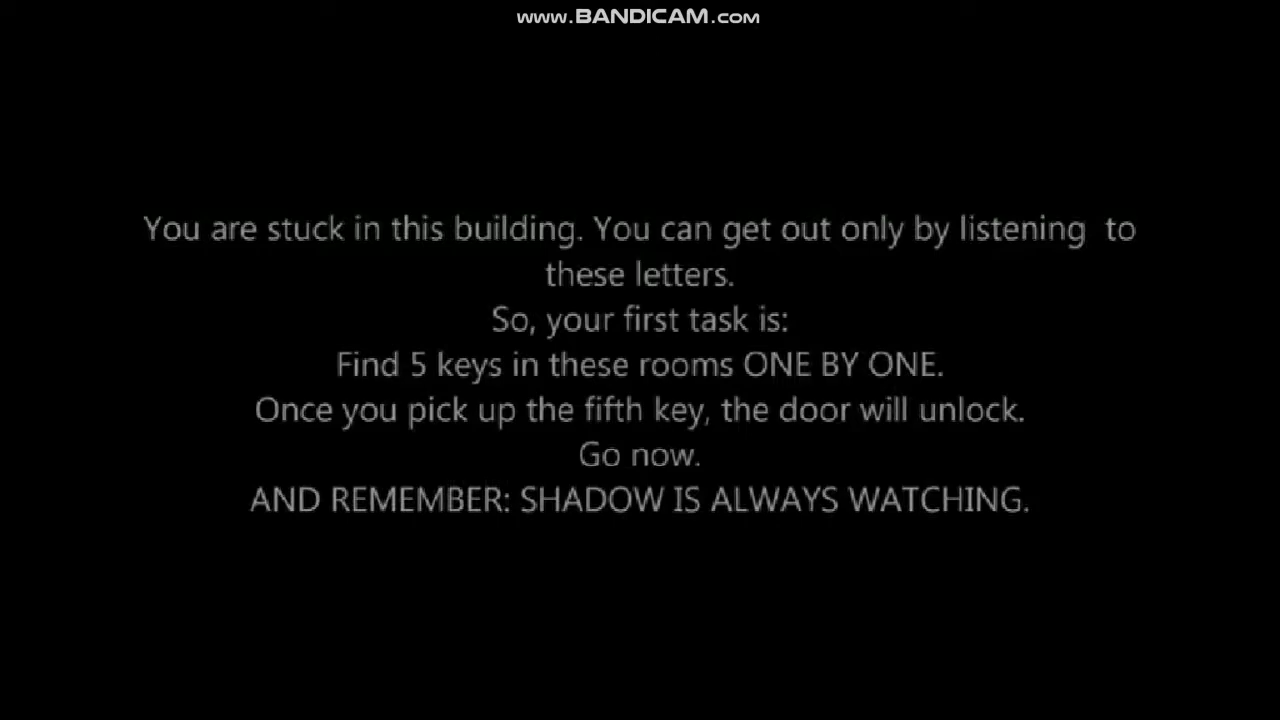 www.BANDICAM.com
You are stuck in this building. You can get out only by listening  to
these letters.
So, your first task is:
Find 5 keys in these rooms ONE BY ONE.
Once you pick up the fifth key, the door will unlock.
Go now.
AND REMEMBER: SHADOW IS ALWAYS WATCHING.